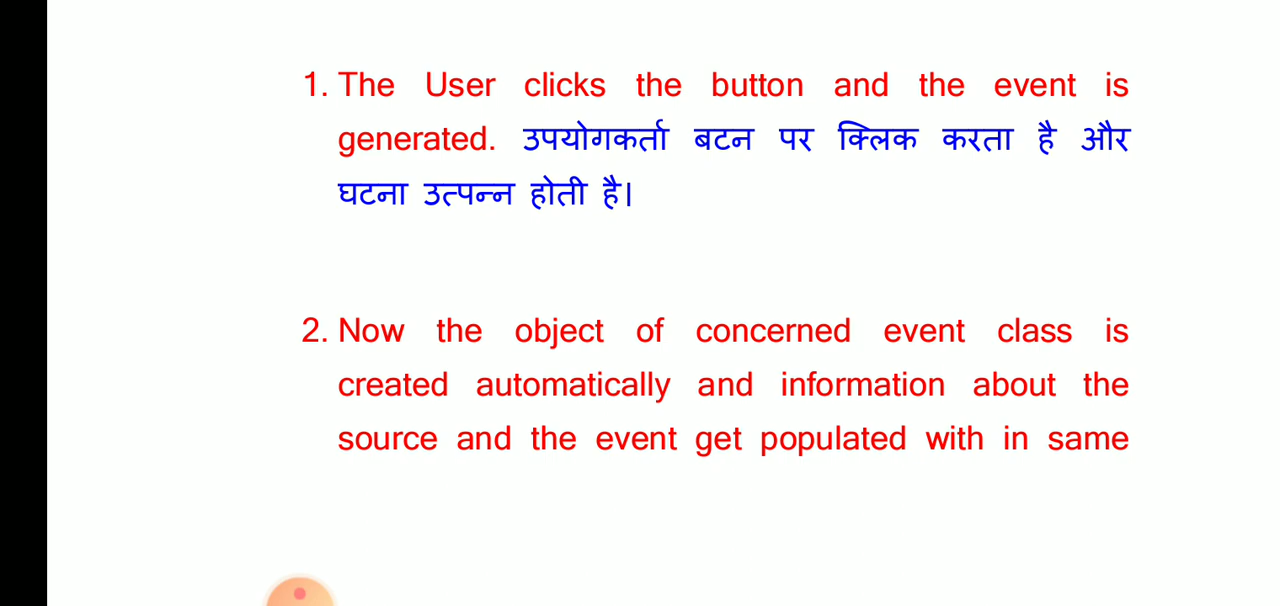 1. The User clicks the button and the event is
generated. उपयोगकर्ता बटन पर क्लिक करता है और
घटना उत्पन्न होती है।
2. Now the object of concerned event class is
created automatically and information about the
source and the event get populated with in same